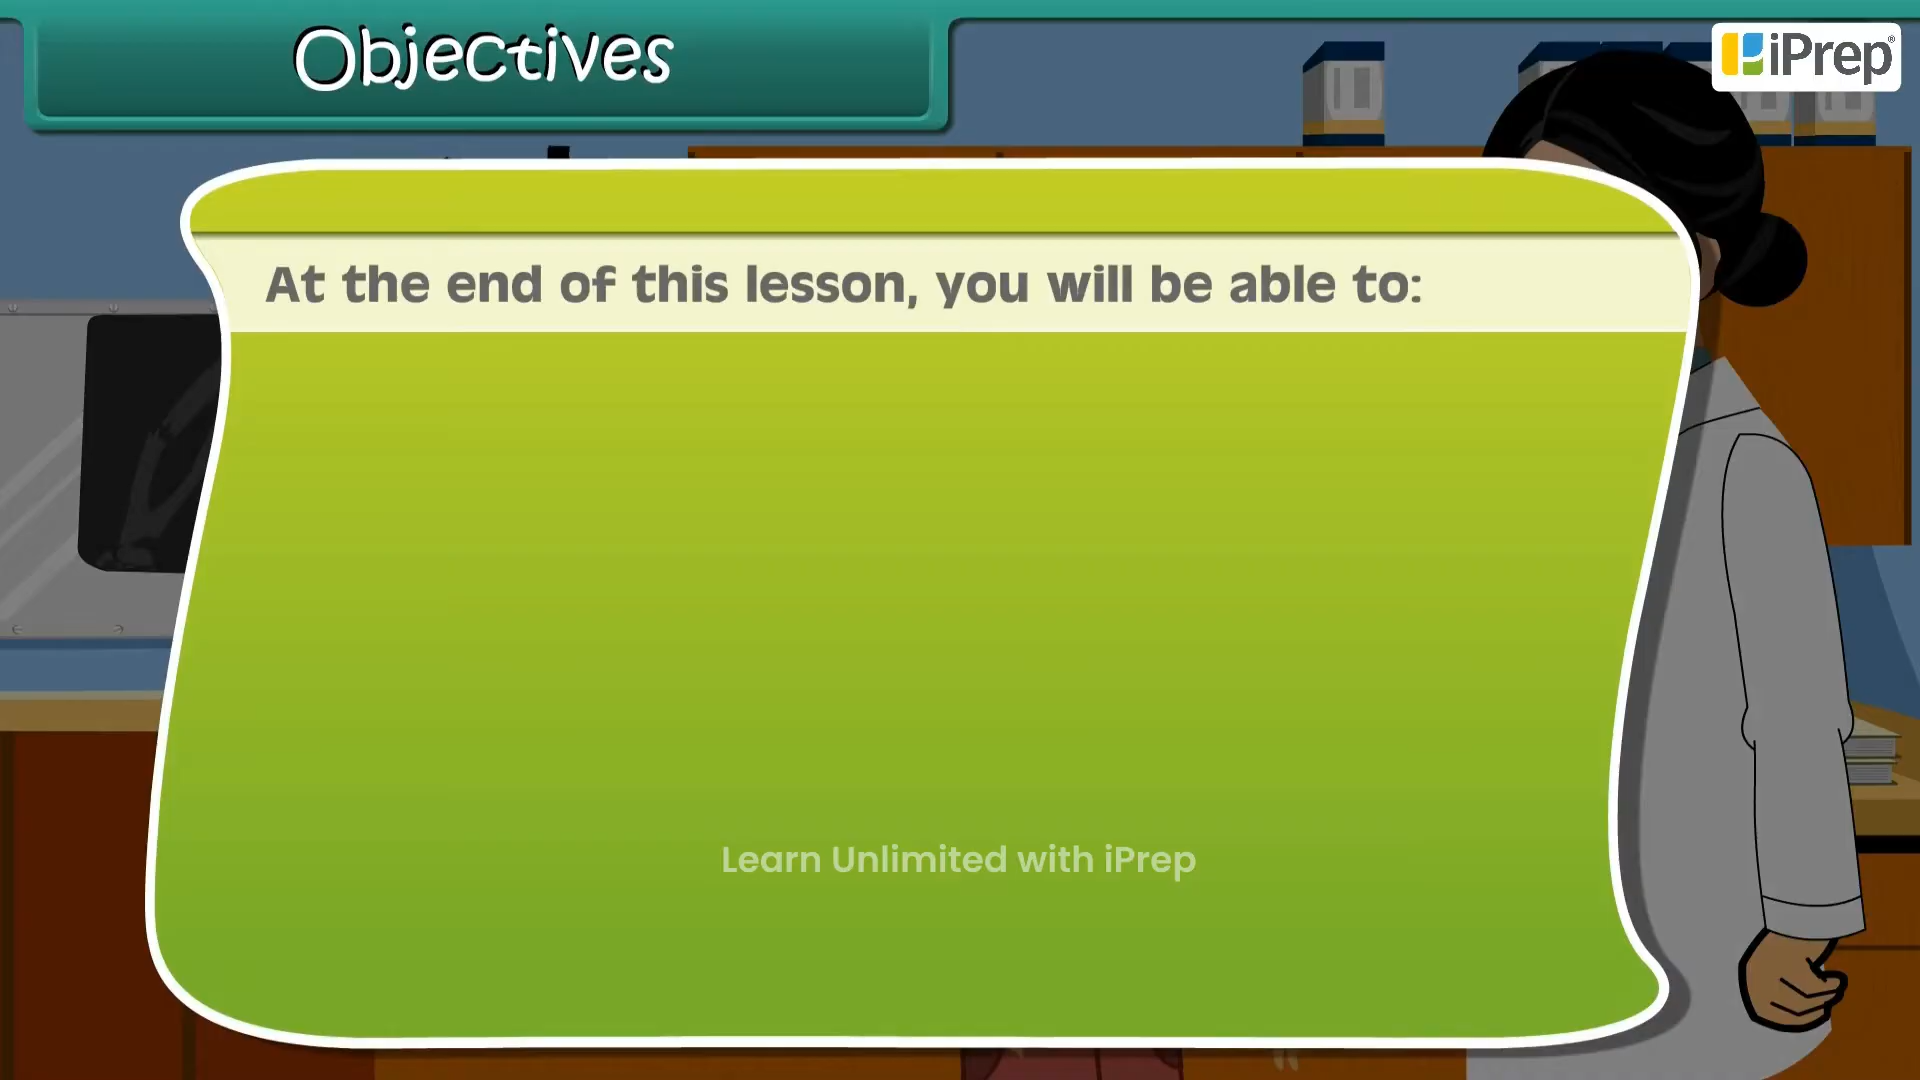 Objectives
iPrep
At the end of this lesson, you will be able to:
Learn Unlimited with iPrep